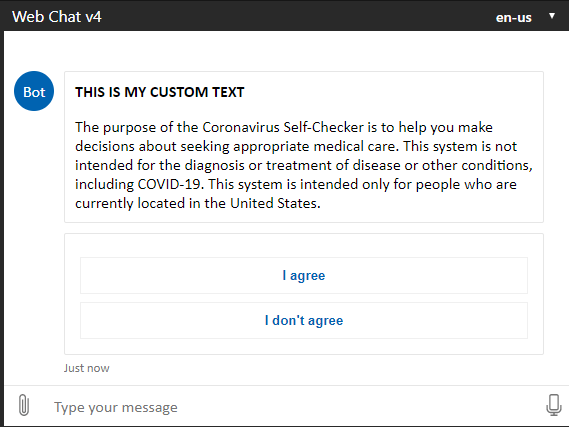 Web Chat v4
en-us
Bot
THIS IS MY CUSTOM TEXT
The purpose of the Coronavirus Self-Checker is to help you make
decisions about seeking appropriate medical care. This system is not
intended for the diagnosis or treatment of disease or other conditions,
including COVID-19. This system is intended only for people who are
currently located in the United States.
I agree
I don't agree
Just now
Type your message